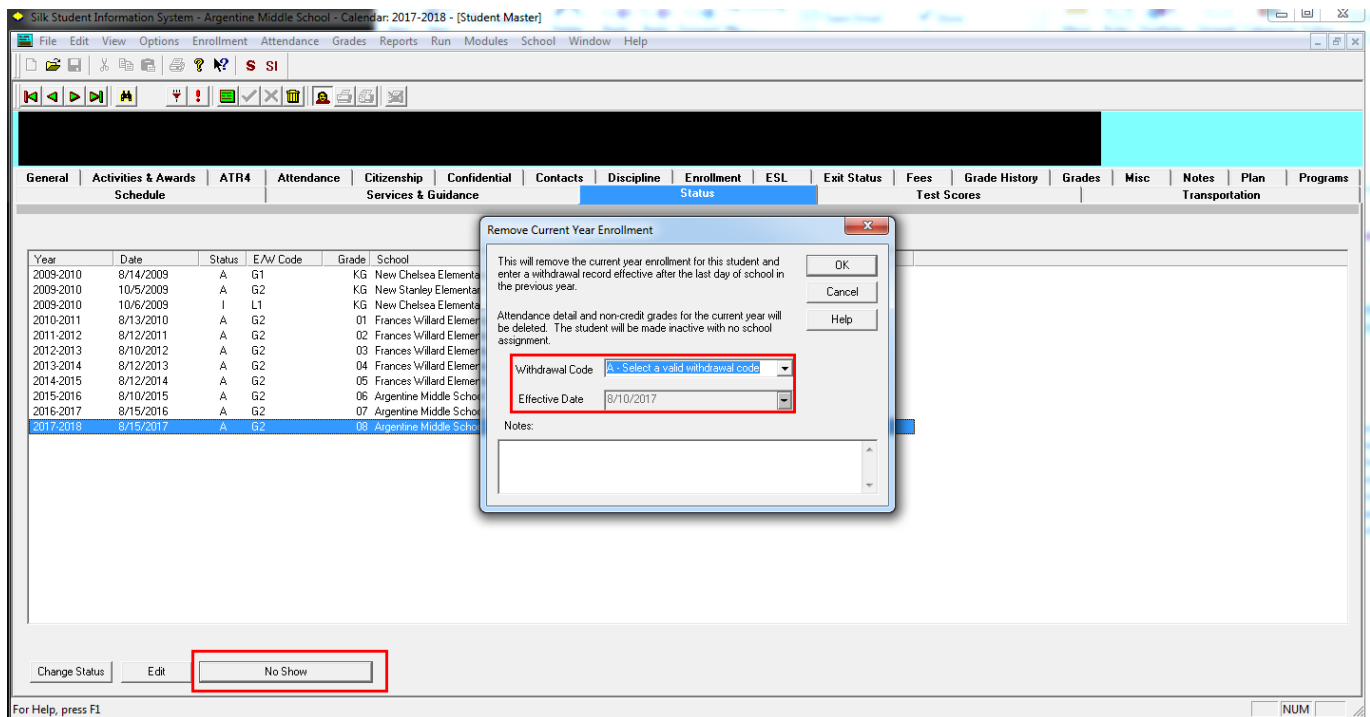 Silk Student Information System - Argentine Middle School - Calendar: 2017-2018 - [Student Master]
File Edit View Options Enrollment Attendance Grades Reports Run Modules School Window Help
S SI
General Activities & Awards ATR4 Attendance Citizenship Confidential Contacts Discipline Enrollment ESL Exit Status Fees Grade History Grades Misc Notes Plan Programs
Schedule Services & Guidance Status Test Scores Transportation
Year Date Status E/W Code Grade School
2009-2010 8/14/2009 A G1 KG New Chelsea Elementa
2009-2010 10/5/2009 A G2 KG New Stanley Elementar
2009-2010 10/6/2009 I L1 KG New Chelsea Elementa
2010-2011 8/13/2010 A G2 01 Frances Willard Elemen
2011-2012 8/12/2011 A G2 02 Frances Willard Elemen
2012-2013 8/10/2012 A G2 03 Frances Willard Elemen
2013-2014 8/12/2013 A G2 04 Frances Willard Elemen
2014-2015 8/12/2014 A G2 05 Frances Willard Elemen
2015-2016 8/10/2015 A G2 06 Argentine Middle Schoo
2016-2017 8/15/2016 A G2 07 Argentine Middle Schoo
2017-2018 8/15/2017 A G2 08 Argentine Middle Schoo
Remove Current Year Enrollment
This will remove the current year enrollment for this student and
enter a withdrawal record effective after the last day of school in
the previous year.
Attendance detail and non-credit grades for the current year will
be deleted. The student will be made inactive with no school
assignment.
OK
Cancel
Help
Withdrawal Code A - Select a valid withdrawal code
Effective Date 8/10/2017
Notes:
Change Status Edit No Show
For Help, press F1 NUM